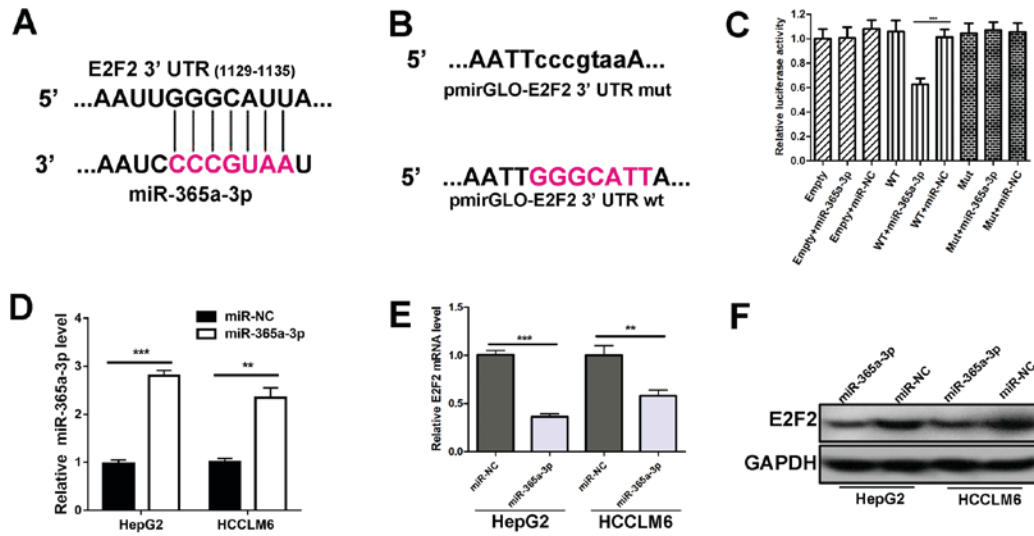 A
E2F2 3' UTR (1129-1135)
5' ...AAUUGGGCAUUA...
3' ...AAUCCCCGUAAU
miR-365a-3p
B
5' ...AATTcccgtaaA...
pmirGLO-E2F2 3' UTR mut
5' ...AATTGGGCATTA...
pmirGLO-E2F2 3' UTR wt
C
Relative luciferase activity
1.2
1.0
0.8
0.6
0.4
0.2
0.0
***
Empty
Empty+miR-365a-3p
Empty+miR-NC
WT
WT+miR-365a-3p
WT+miR-NC
Mut
Mut+miR-365a-3p
Mut+miR-NC
D
Relative miR-365a-3p level
4
3
2
1
0
miR-NC
miR-365a-3p
***
**
HepG2
HCCLM6
E
Relative E2F2 mRNA level
1.5
1.0
0.5
0.0
***
**
miR-NC
miR-365a-3p
miR-NC
miR-365a-3p
HepG2
HCCLM6
F
miR-365a-3p
miR-NC
miR-365a-3p
miR-NC
E2F2
GAPDH
HepG2
HCCLM6